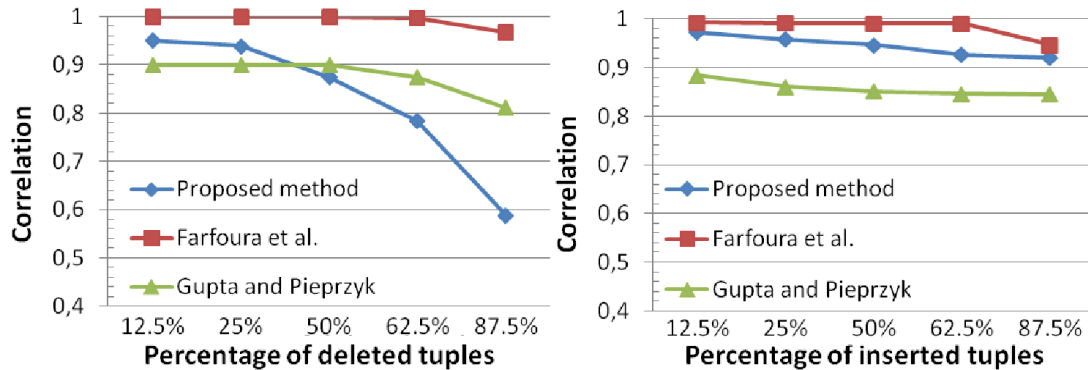 1
0,9
0,8
0,7
0,6
0,5
0,4
Correlation
Proposed method
Farfoura et al.
Gupta and Pieprzyk
12.5% 25% 50% 62.5% 87.5%
Percentage of deleted tuples
1
0,9
0,8
0,7
0,6
0,5
0,4
Correlation
Proposed method
Farfoura et al.
Gupta and Pieprzyk
12.5% 25% 50% 62.5% 87.5%
Percentage of inserted tuples